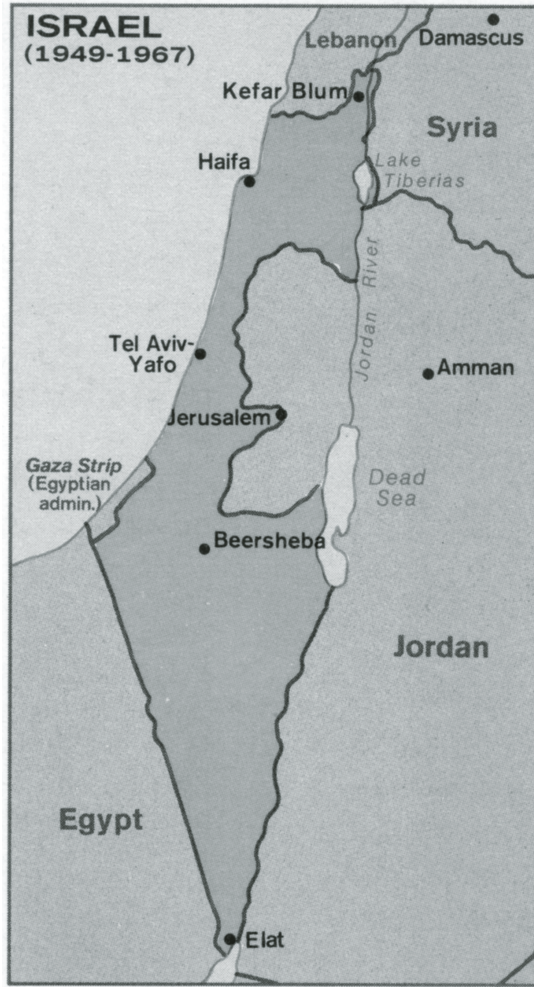 ISRAEL
(1949-1967)
Lebanon
Damascus
Kefar Blum
Syria
Haifa
Lake
Tiberias
Jordan River
Tel Aviv-
Yafo
Amman
Jerusalem
Gaza Strip
(Egyptian
admin.)
Dead
Sea
Beersheba
Jordan
Egypt
Elat